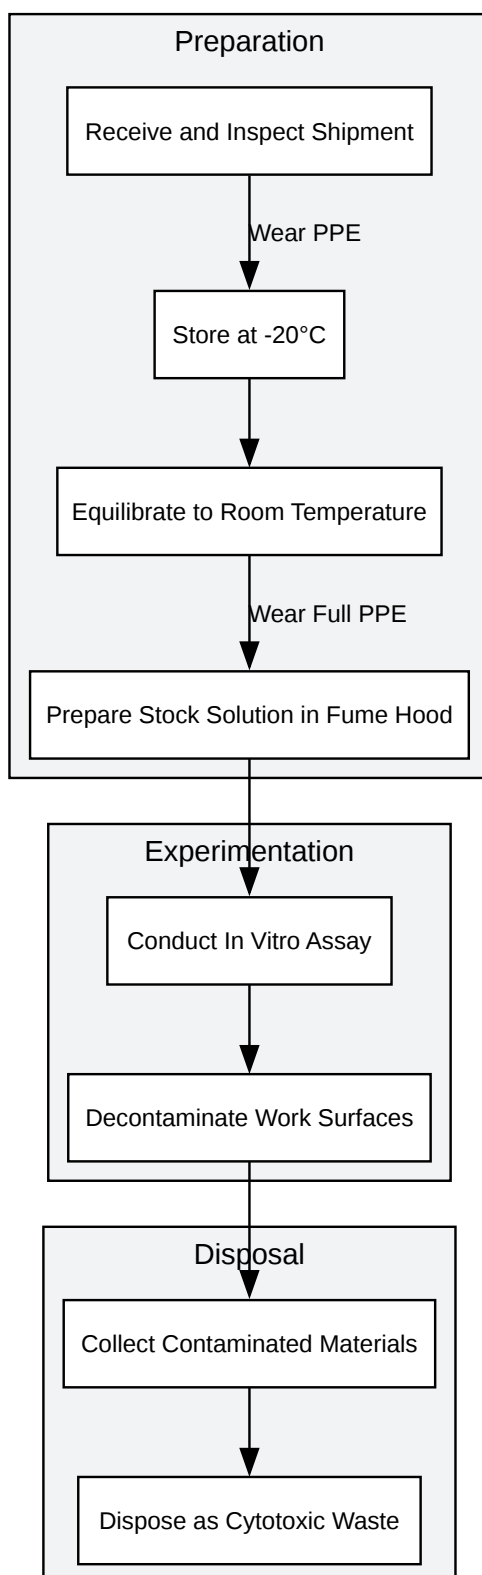 Preparation
Receive and Inspect Shipment
Wear PPE
Store at -20°C
Equilibrate to Room Temperature
Wear Full PPE
Prepare Stock Solution in Fume Hood
Experimentation
Conduct In Vitro Assay
Decontaminate Work Surfaces
Disposal
Collect Contaminated Materials
Dispose as Cytotoxic Waste